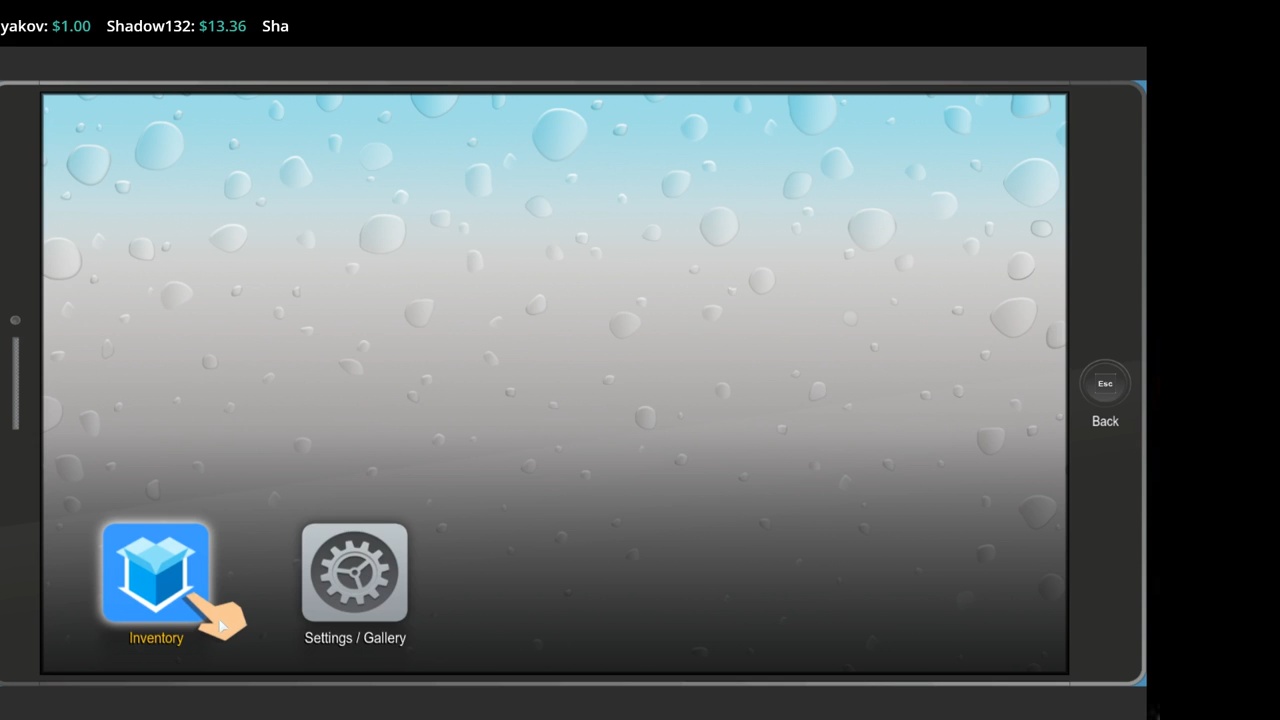 yakov: $1.00 Shadow132: $13.36 Sha
Esc
Back
Inventory
Settings / Gallery